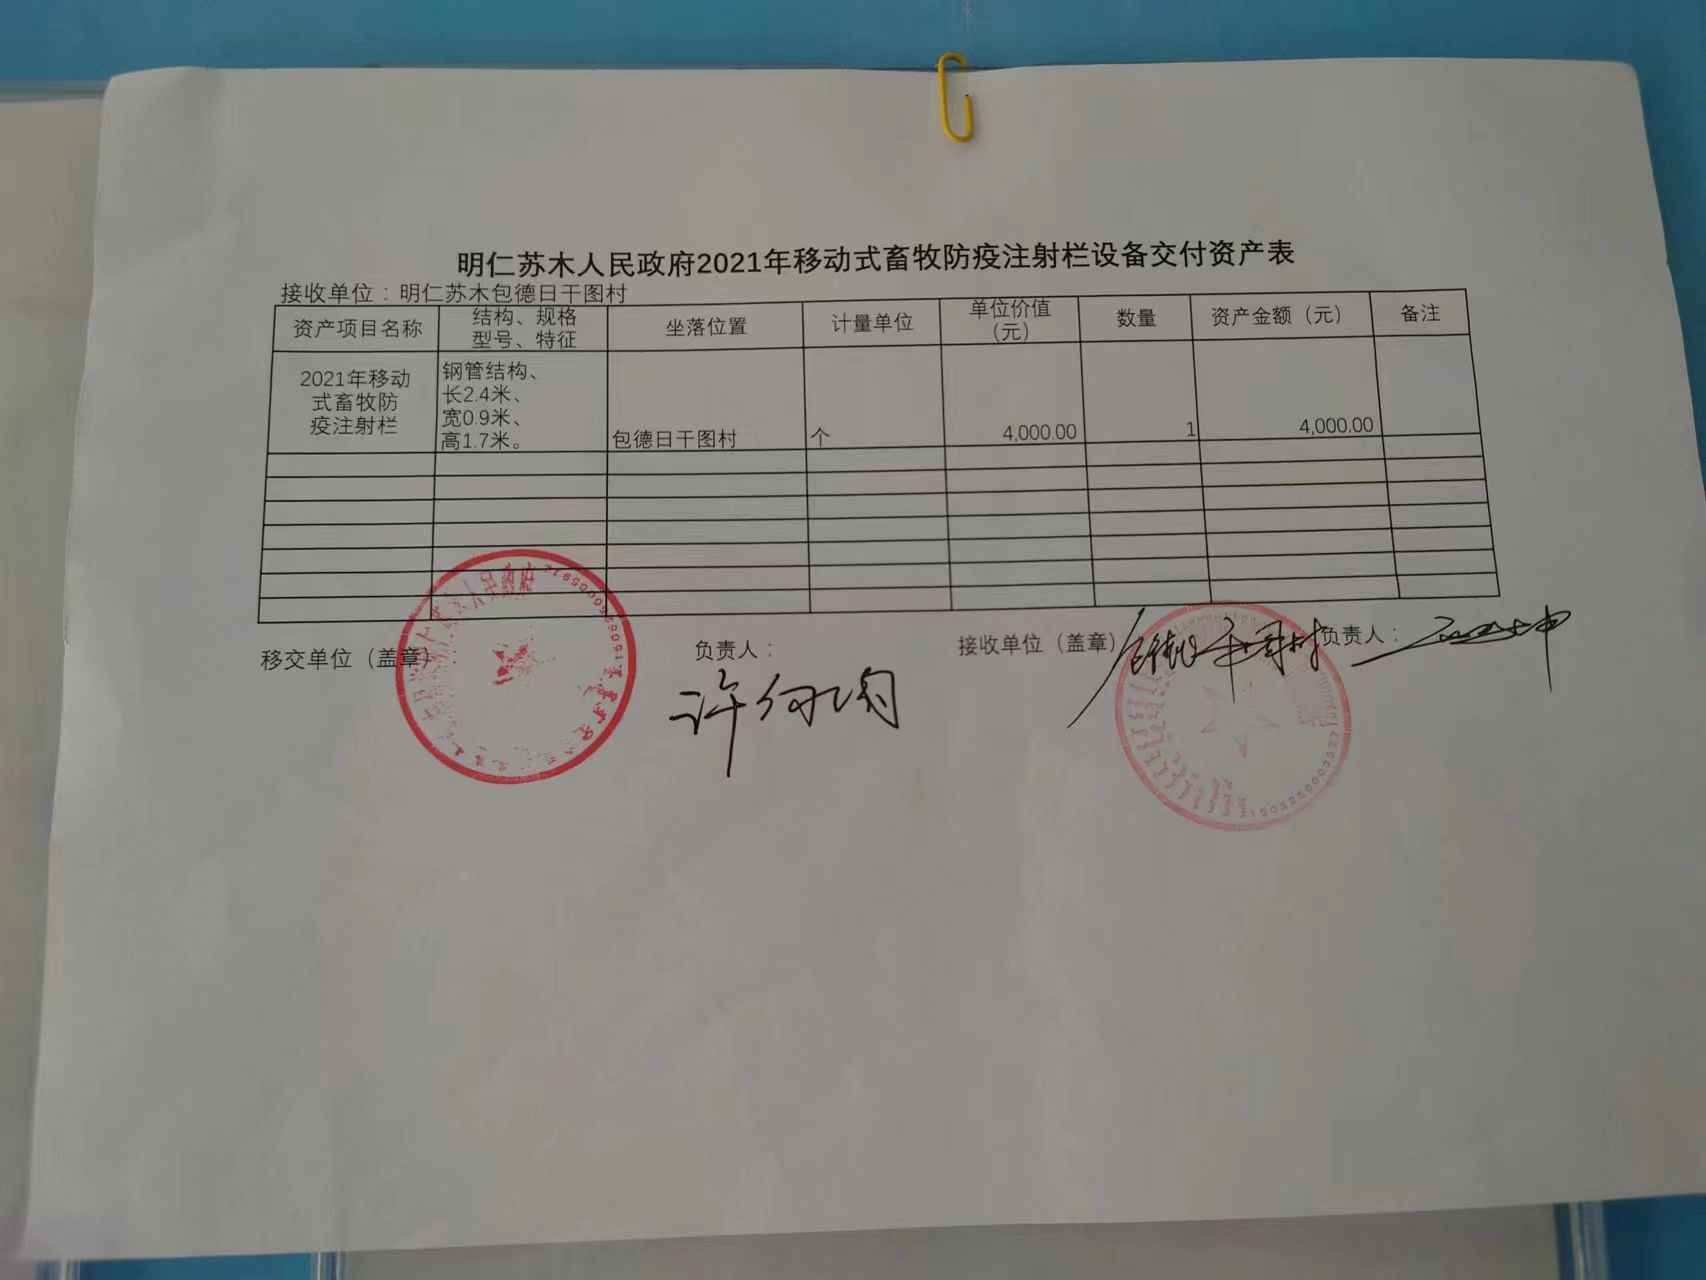 明仁苏木人民政府2021年移动式畜牧防疫注射栏设备交付资产表
接收单位：明仁苏木包德日干图村
资产项目名称 结构、规格 坐落位置 计量单位 单位价值 数量 资产金额（元） 备注
型号、特征 （元）
2021年移动 钢管结构、
式畜牧防 长2.4米、
疫注射栏 宽0.9米、
高1.7米。 包德日干图村 个 4,000.00 1 4,000.00
移交单位（盖章）： 负责人： 接收单位（盖章） 负责人：
人民政府